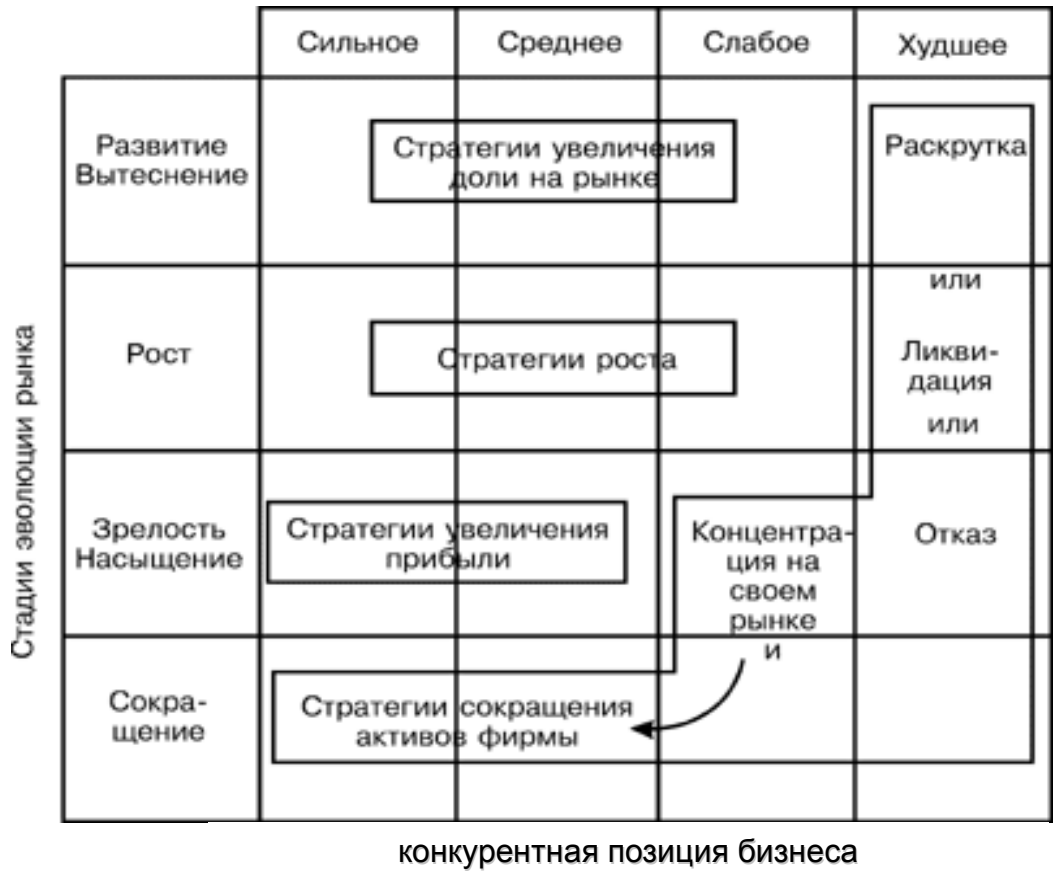 Сильное
Среднее
Слабое
Худшее
Развитие
Вытеснение
Стратегии увеличения
доли на рынке
Раскрутка
или
Рост
Стратегии роста
Ликви-
дация
или
Зрелость
Насыщение
Стратегии увеличения
прибыли
Концентра-
ция на
своем
рынке
и
Отказ
Сокра-
щение
Стратегии сокращения
активов фирмы
Стадии эволюции рынка
конкурентная позиция бизнеса